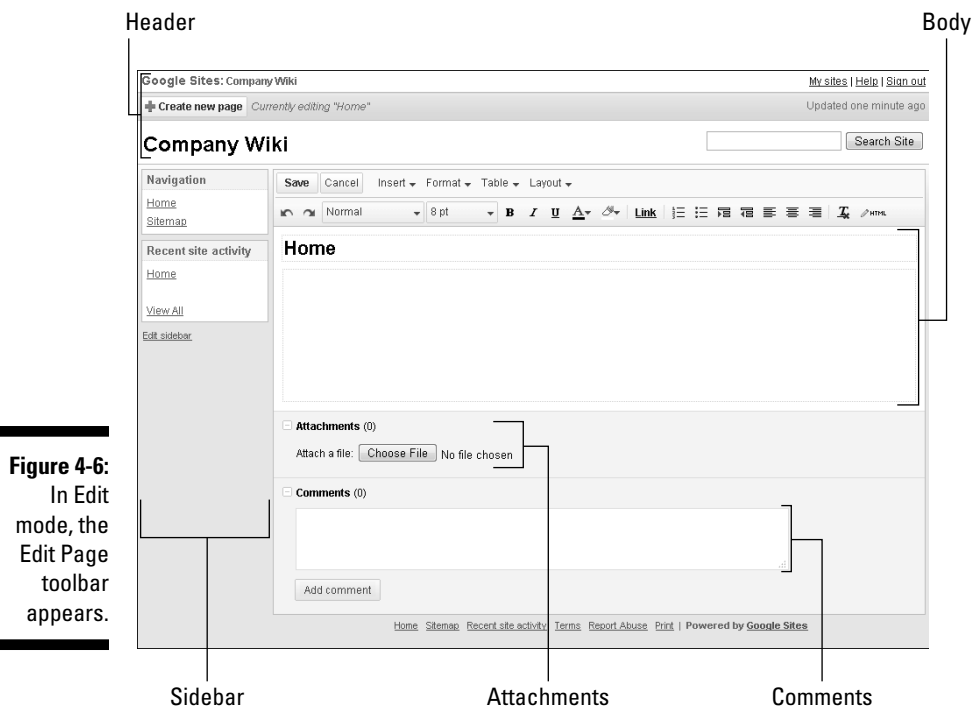 Header
Body
Google Sites: Company Wiki
My sites | Help | Sign out
Create new page Currently editing "Home"
Updated one minute ago
Company Wiki
Search Site
Navigation
Home
Sitemap
Recent site activity
Home
View All
Edit sidebar
Save Cancel Insert Format Table Layout
Normal 8 pt B I U A Link T HTML
Home
Attachments (0)
Attach a file: Choose File No file chosen
Comments (0)
Add comment
Home Sitemap Recent site activity Terms Report Abuse Print | Powered by Google Sites
Figure 4-6:
In Edit
mode, the
Edit Page
toolbar
appears.
Sidebar
Attachments
Comments